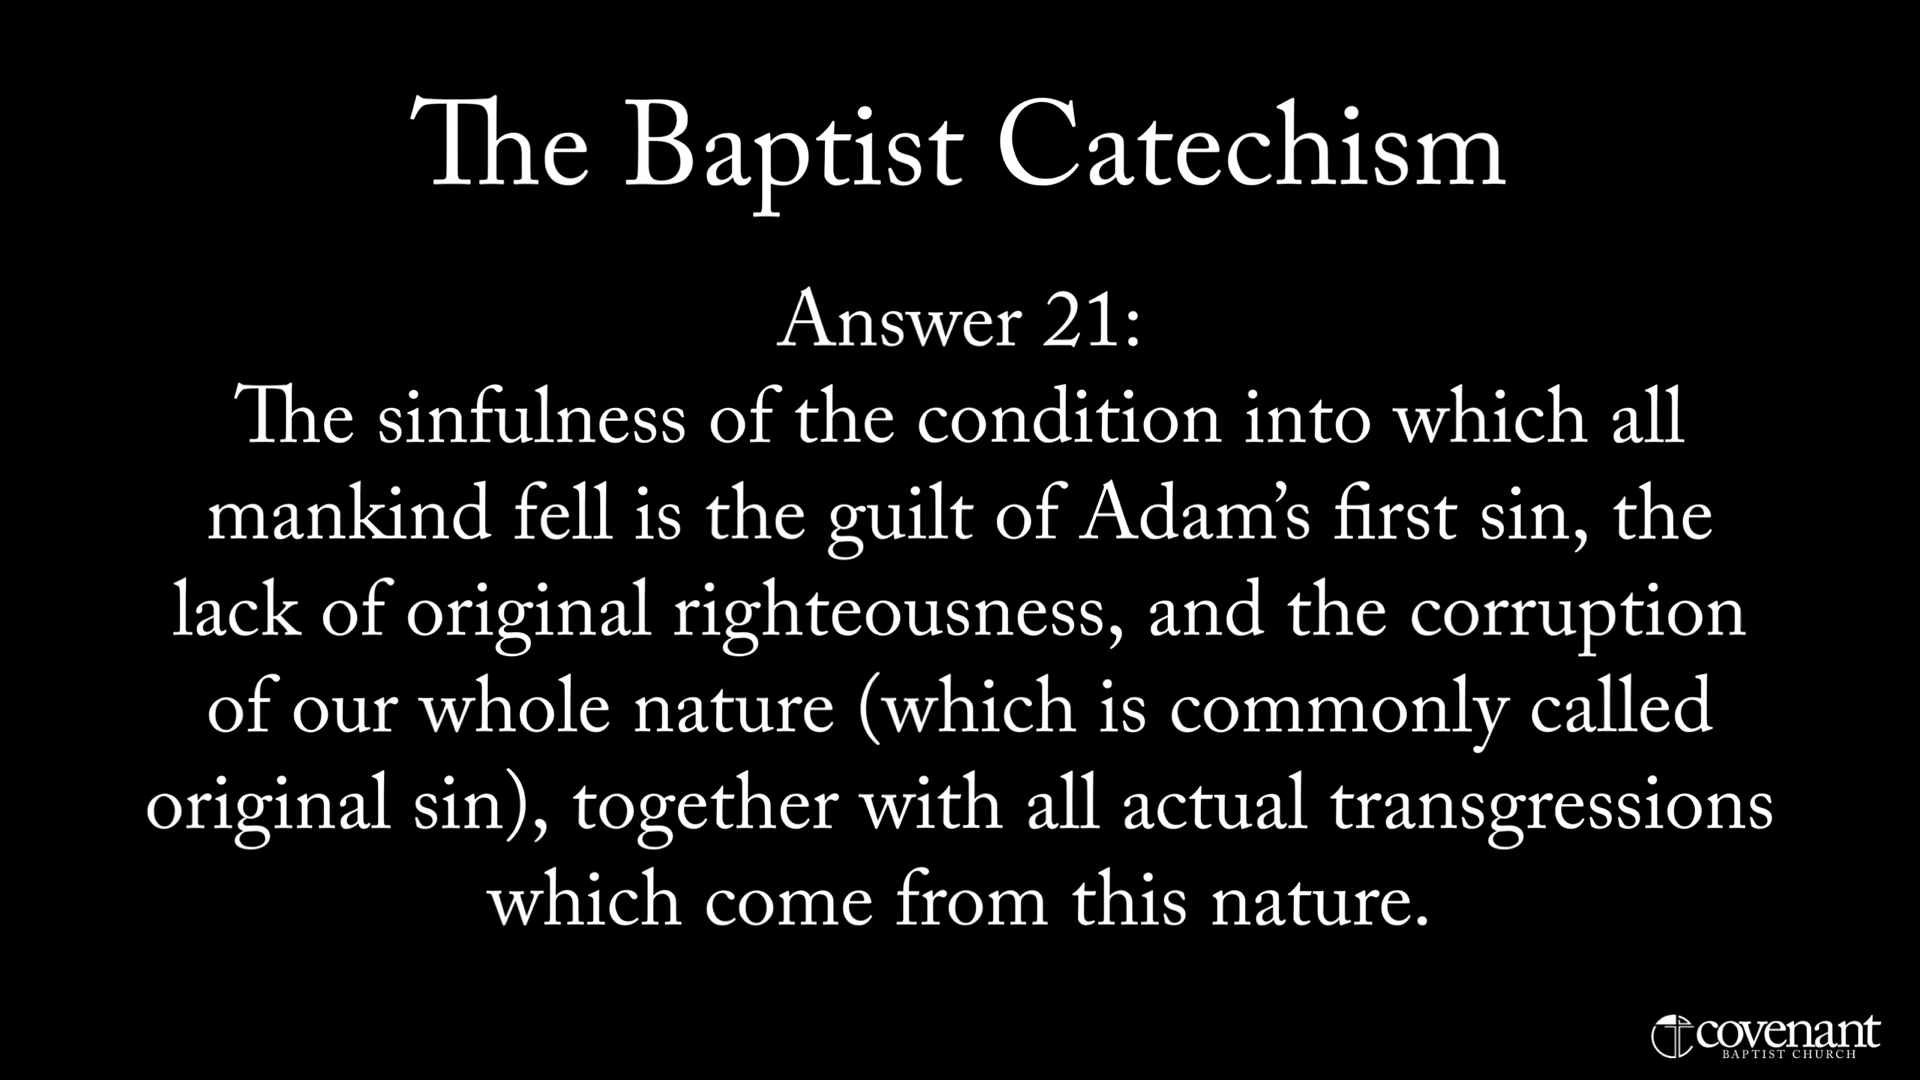 The Baptist Catechism
Answer 21:
The sinfulness of the condition into which all
mankind fell is the guilt of Adam’s first sin, the
lack of original righteousness, and the corruption
of our whole nature (which is commonly called
original sin), together with all actual transgressions
which come from this nature.
covenant
BAPTIST CHURCH